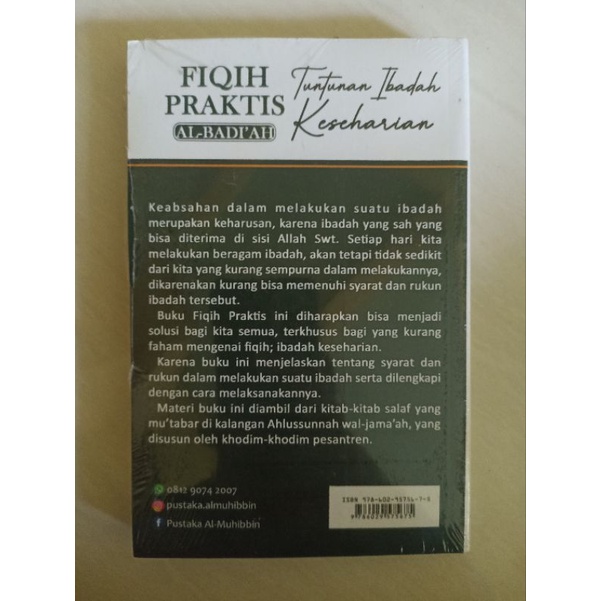 FIQIH
PRAKTIS
AL-BADI'AH
Tuntunan Ibadah
Keseharian
Keabsahan dalam melakukan suatu ibadah
merupakan keharusan, karena ibadah yang sah yang
bisa diterima di sisi Allah Swt. Setiap hari kita
melakukan beragam ibadah, akan tetapi tidak sedikit
dari kita yang kurang sempurna dalam melakukannya,
dikarenakan kurang bisa memenuhi syarat dan rukun
ibadah tersebut.
Buku Fiqih Praktis ini diharapkan bisa menjadi
solusi bagi kita semua, terkhusus bagi yang kurang
faham mengenai fiqih; ibadah keseharian.
Karena buku ini menjelaskan tentang syarat dan
rukun dalam melakukan suatu ibadah serta dilengkapi
dengan cara melaksanakannya.
Materi buku ini diambil dari kitab-kitab salaf yang
mu'tabar di kalangan Ahlussunnah wal-jama'ah, yang
disusun oleh khodim-khodim pesantren.
0812 9074 2007
pustaka.almuhibbin
Pustaka Al-Muhibbin
ISBN